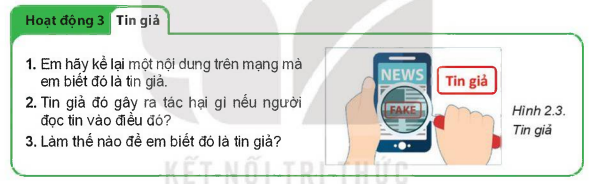 Hoạt động 3 Tin giả
1. Em hãy kể lại một nội dung trên mạng mà
em biết đó là tin giả.
2. Tin giả đó gây ra tác hại gì nếu người
đọc tin vào điều đó?
3. Làm thế nào để em biết đó là tin giả?
NEWS
FAKE
Tin giả
Hình 2.3.
Tin giả
KẾT NỐI TRI THỨC